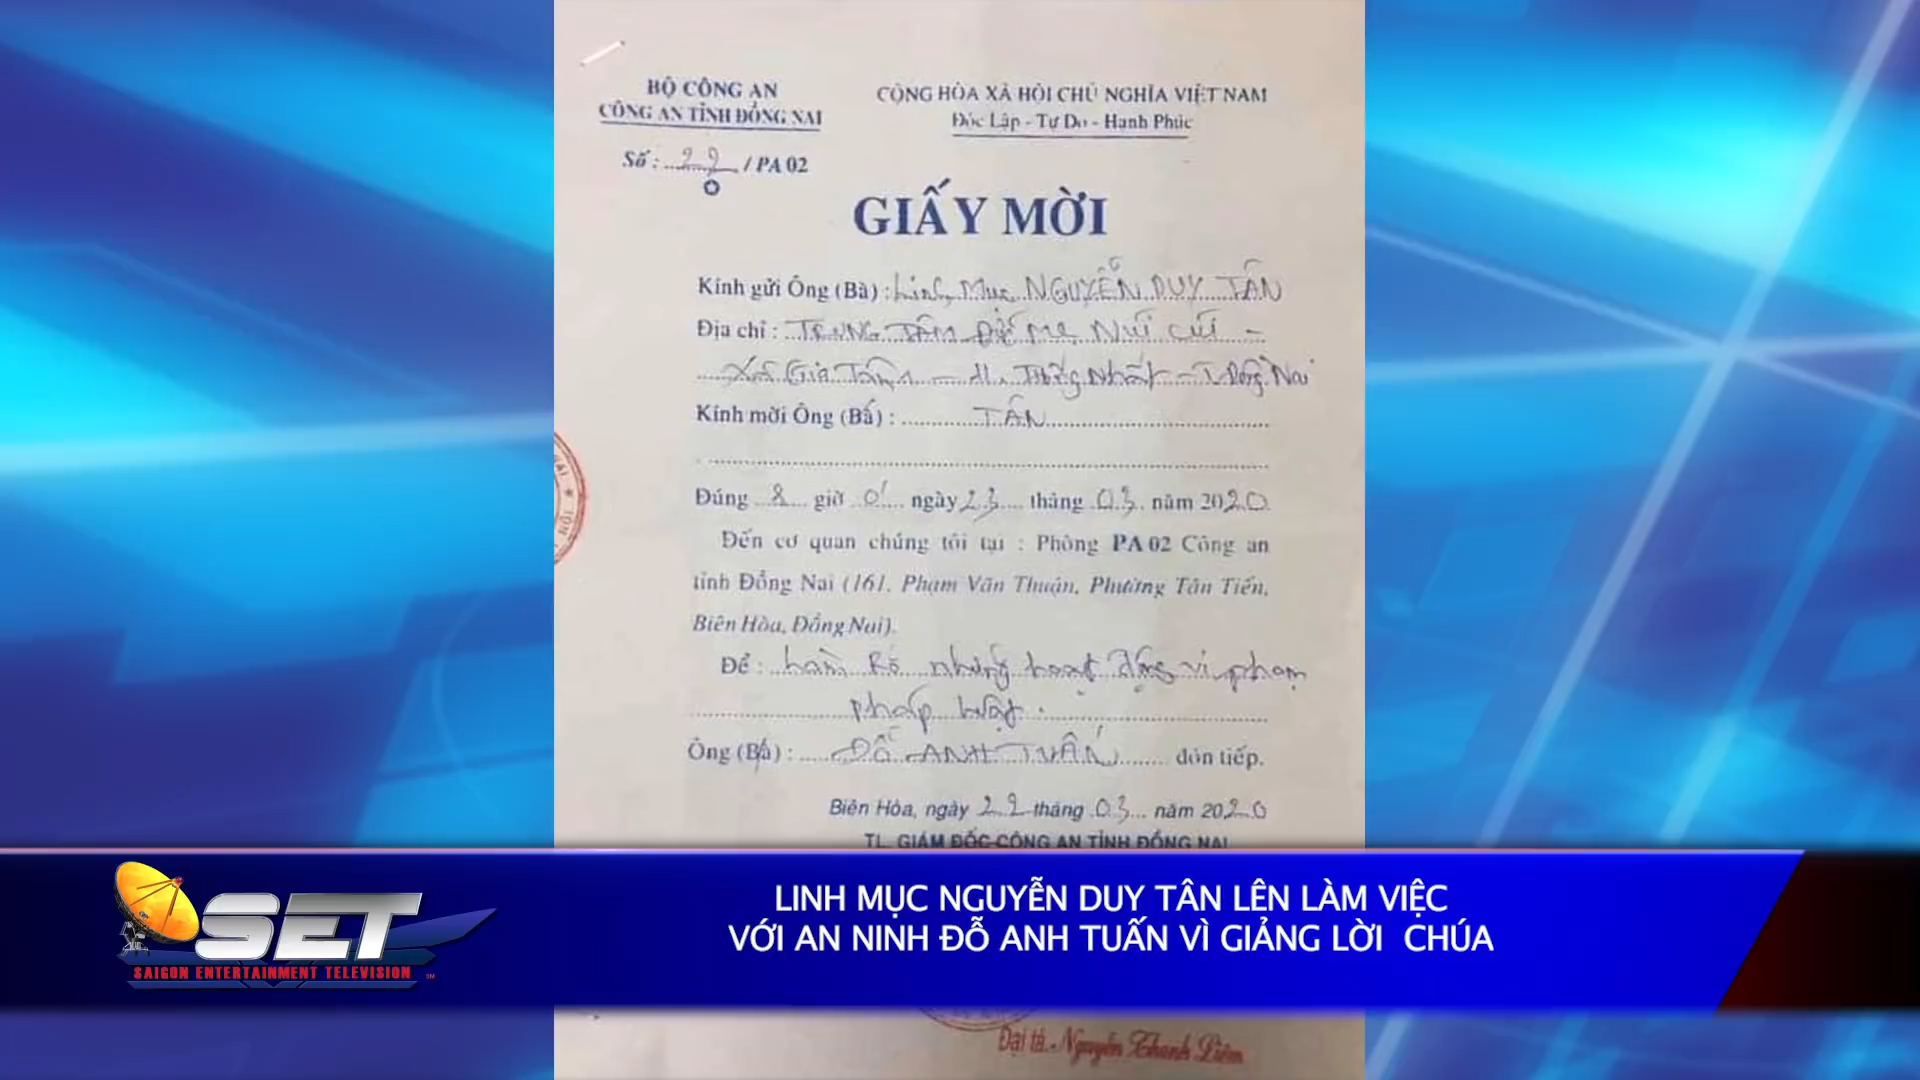 BỘ CÔNG AN
CÔNG AN TỈNH ĐỒNG NAI
Số : 22 / PA 02
CỘNG HÒA XÃ HỘI CHỦ NGHĨA VIỆT NAM
Độc Lập - Tự Do - Hạnh Phúc
GIẤY MỜI
Kính gửi Ông (Bà) : Linh Mục NGUYỄN DUY TÂN
Địa chỉ : TRUNG TÂM ĐỨC MẸ NÚI CÚI -
Xã Gia Tân - H. Thống Nhất - T. Đồng Nai
Kính mời Ông (Bà) : TÂN
Đúng 8 giờ 0' ngày 23 tháng 03 năm 2020
Đến cơ quan chúng tôi tại : Phòng PA 02 Công an
tỉnh Đồng Nai (161, Phạm Văn Thuận, Phường Tân Tiến,
Biên Hòa, Đồng Nai).
Để : làm rõ những hoạt động vi phạm
pháp luật.
Ông (Bà) : ĐỖ ANH TUẤN đón tiếp.
Biên Hòa, ngày 22 tháng 03 năm 2020
TL. GIÁM ĐỐC CÔNG AN TỈNH ĐỒNG NAI
SET
SAIGON ENTERTAINMENT TELEVISION
LINH MỤC NGUYỄN DUY TÂN LÊN LÀM VIỆC
VỚI AN NINH ĐỖ ANH TUẤN VÌ GIẢNG LỜI CHÚA
Đại tá. Nguyễn Thanh Liêm